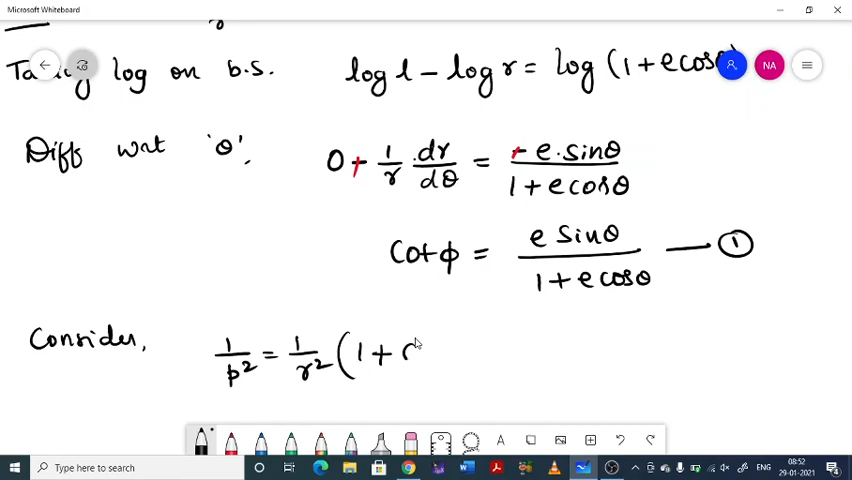 Microsoft Whiteboard
Taking log on b.s. log l − log r = log (1 + e cosθ)
NA
Diff wrt 'θ', 0 − 1/r . dr/dθ = − e . sinθ / 1 + e cosθ
Cot φ = e sinθ / 1 + e cosθ — ①
Consider, 1/p² = 1/r² (1 + c
Type here to search
ENG
08:52
29-01-2021